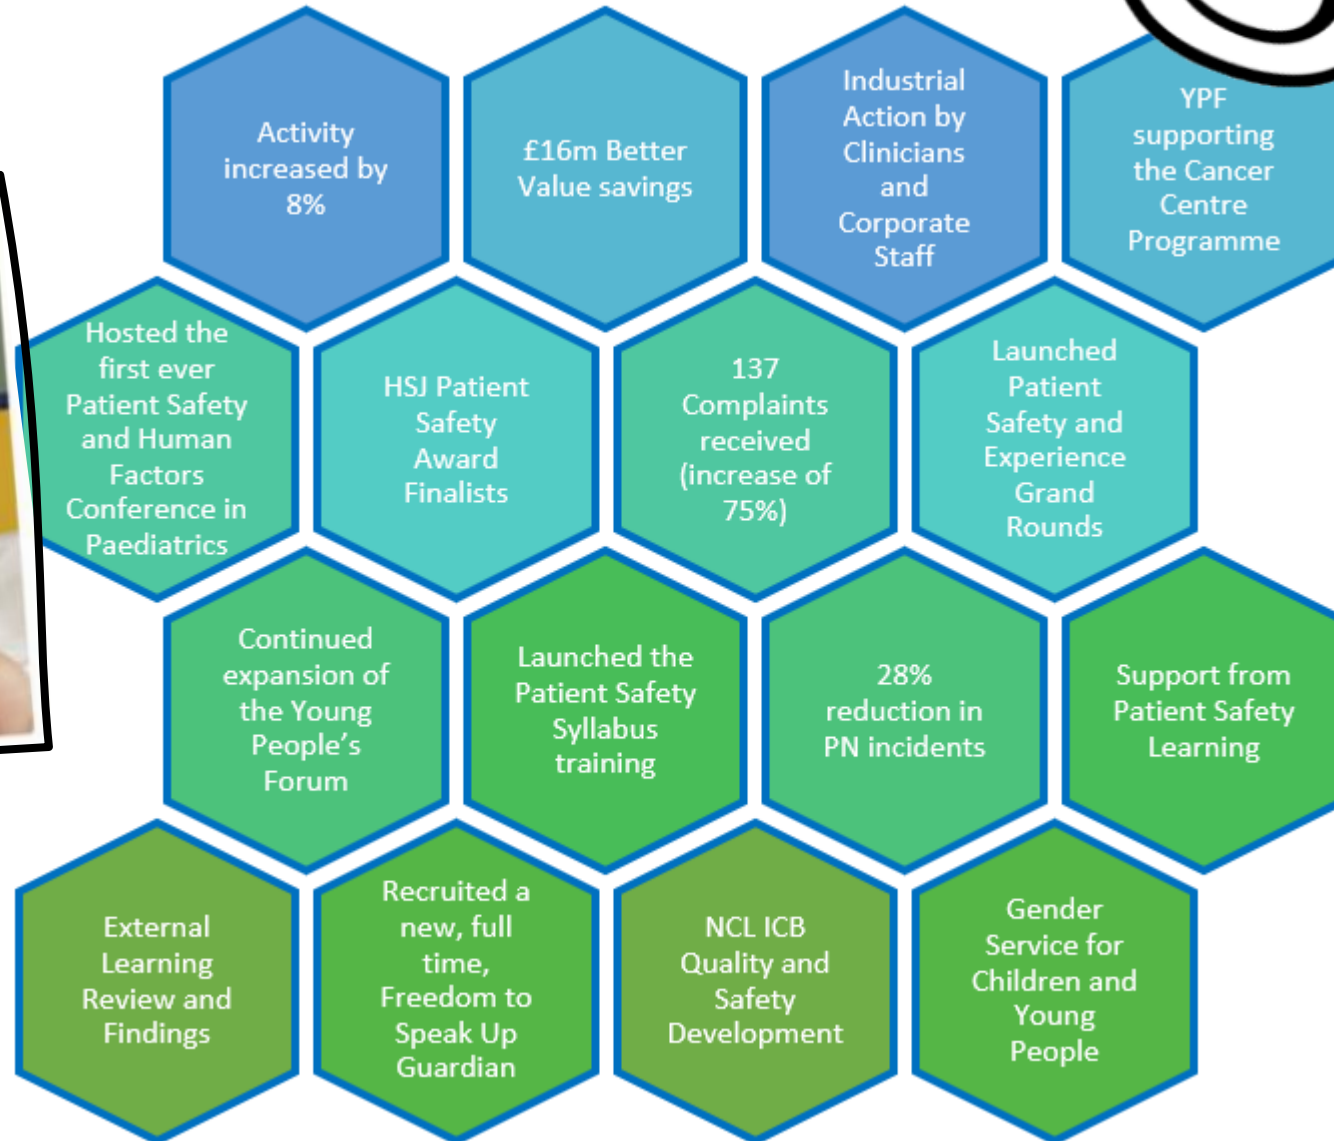 Activity
increased by
8%
£16m Better
Value savings
Industrial
Action by
Clinicians
and
Corporate
Staff
YPF
supporting
the Cancer
Centre
Programme
Hosted the
first ever
Patient Safety
and Human
Factors
Conference in
Paediatrics
HSJ Patient
Safety
Award
Finalists
137
Complaints
received
(increase of
75%)
Launched
Patient
Safety and
Experience
Grand
Rounds
Continued
expansion of
the Young
People’s
Forum
Launched the
Patient Safety
Syllabus
training
28%
reduction in
PN incidents
Support from
Patient Safety
Learning
External
Learning
Review and
Findings
Recruited a
new, full
time,
Freedom to
Speak Up
Guardian
NCL ICB
Quality and
Safety
Development
Gender
Service for
Children and
Young
People